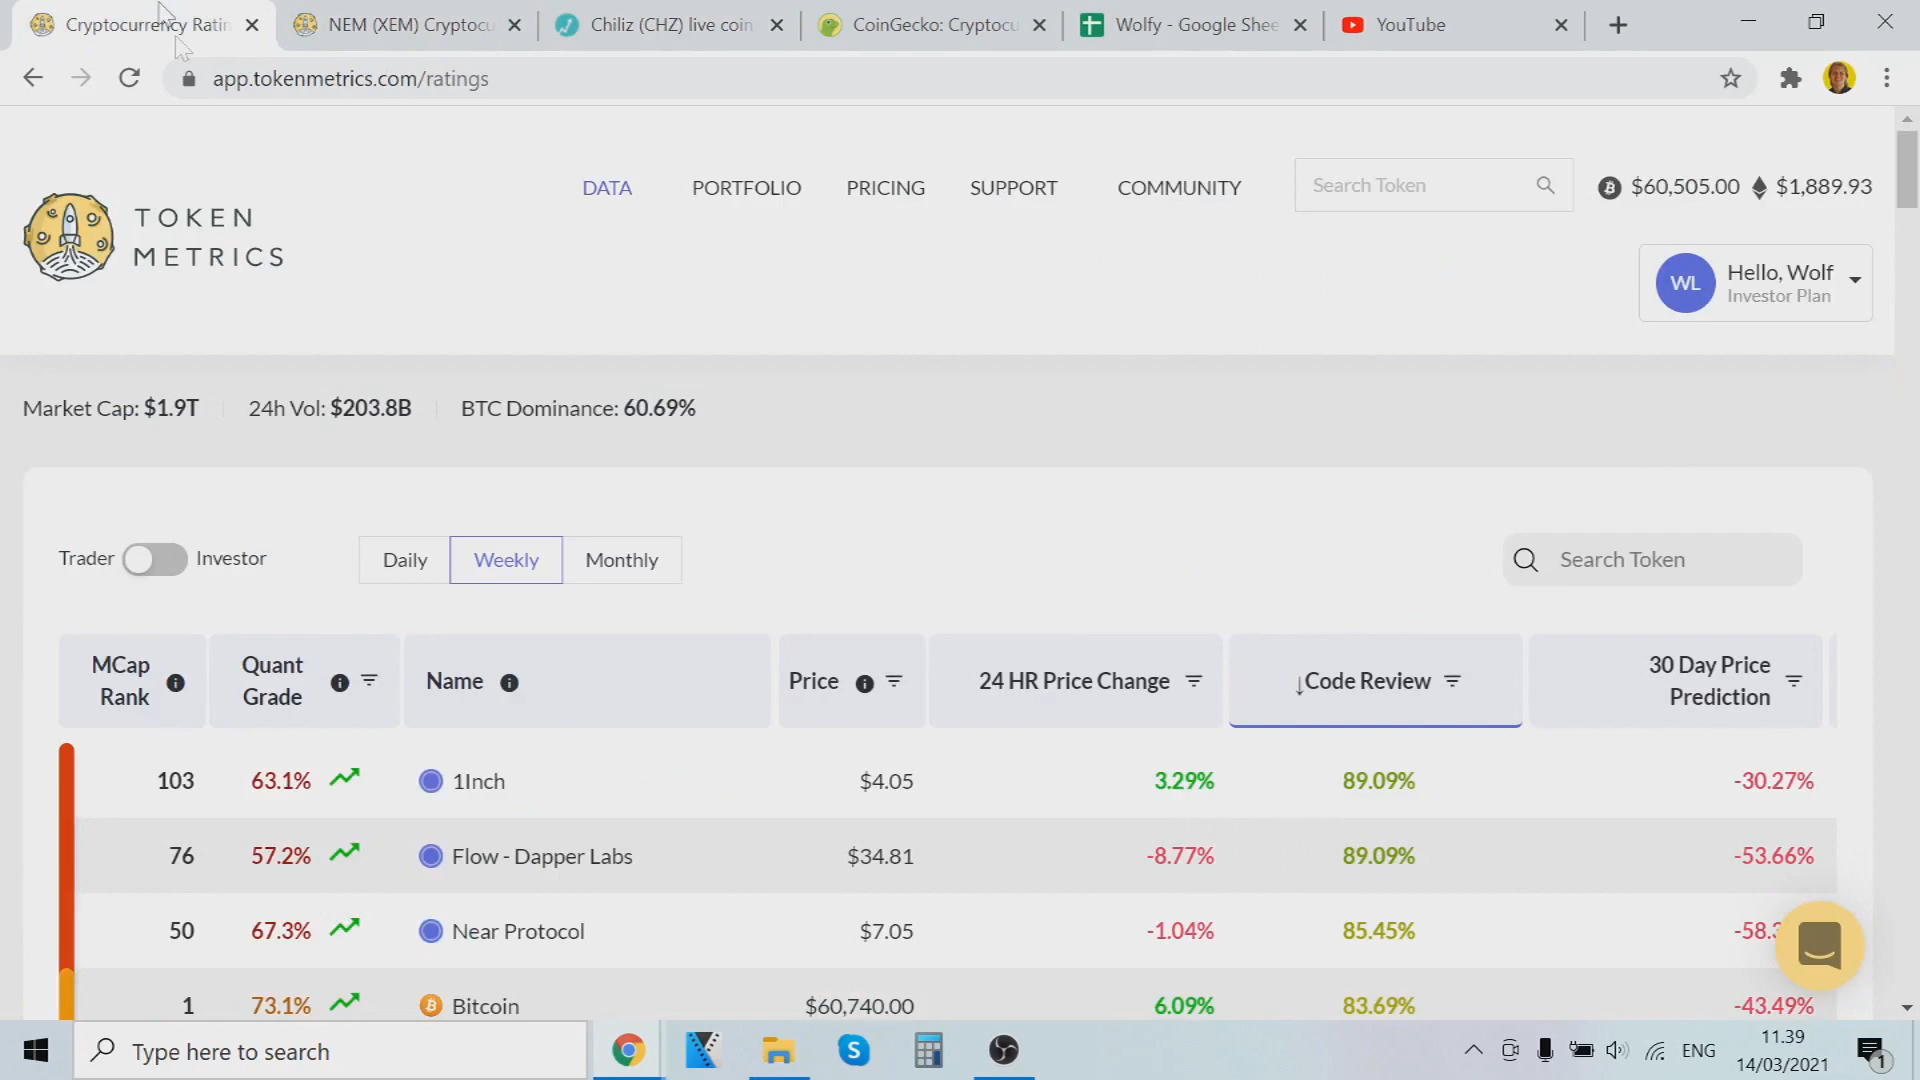 Cryptocurrency Ratin
NEM (XEM) Cryptocu
Chiliz (CHZ) live coin
CoinGecko: Cryptocu
Wolfy - Google Shee
YouTube
app.tokenmetrics.com/ratings
TOKEN
METRICS
DATA
PORTFOLIO
PRICING
SUPPORT
COMMUNITY
Search Token
$60,505.00
$1,889.93
WL
Hello, Wolf
Investor Plan
Market Cap: $1.9T
24h Vol: $203.8B
BTC Dominance: 60.69%
Trader
Investor
Daily
Weekly
Monthly
Search Token
MCap
Rank
Quant
Grade
Name
Price
24 HR Price Change
↓Code Review
30 Day Price
Prediction
103 63.1% 1Inch $4.05 3.29% 89.09% -30.27%
76 57.2% Flow - Dapper Labs $34.81 -8.77% 89.09% -53.66%
50 67.3% Near Protocol $7.05 -1.04% 85.45%
1 73.1% Bitcoin $60,740.00 6.09% 83.69% -43.49%
Type here to search
ENG
11.39
14/03/2021
1